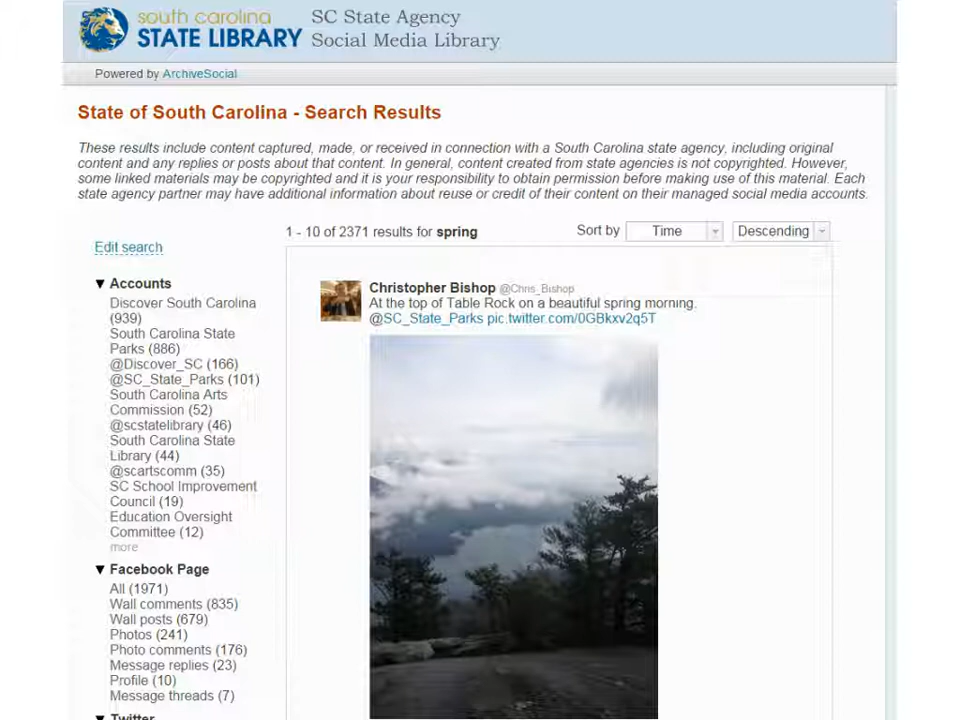 south carolina
STATE LIBRARY
SC State Agency
Social Media Library
Powered by ArchiveSocial
State of South Carolina - Search Results
These results include content captured, made, or received in connection with a South Carolina state agency, including original
content and any replies or posts about that content. In general, content created from state agencies is not copyrighted. However,
some linked materials may be copyrighted and it is your responsibility to obtain permission before making use of this material. Each
state agency partner may have additional information about reuse or credit of their content on their managed social media accounts.
1 - 10 of 2371 results for spring
Sort by Time Descending
Edit search
Accounts
Discover South Carolina
(939)
South Carolina State
Parks (886)
@Discover_SC (166)
@SC_State_Parks (101)
South Carolina Arts
Commission (52)
@scstatelibrary (46)
South Carolina State
Library (44)
@scartscomm (35)
SC School Improvement
Council (19)
Education Oversight
Committee (12)
more
Facebook Page
All (1971)
Wall comments (835)
Wall posts (679)
Photos (241)
Photo comments (176)
Message replies (23)
Profile (10)
Message threads (7)
Twitter
Christopher Bishop @Chris_Bishop
At the top of Table Rock on a beautiful spring morning.
@SC_State_Parks pic.twitter.com/0GBkxv2q5T